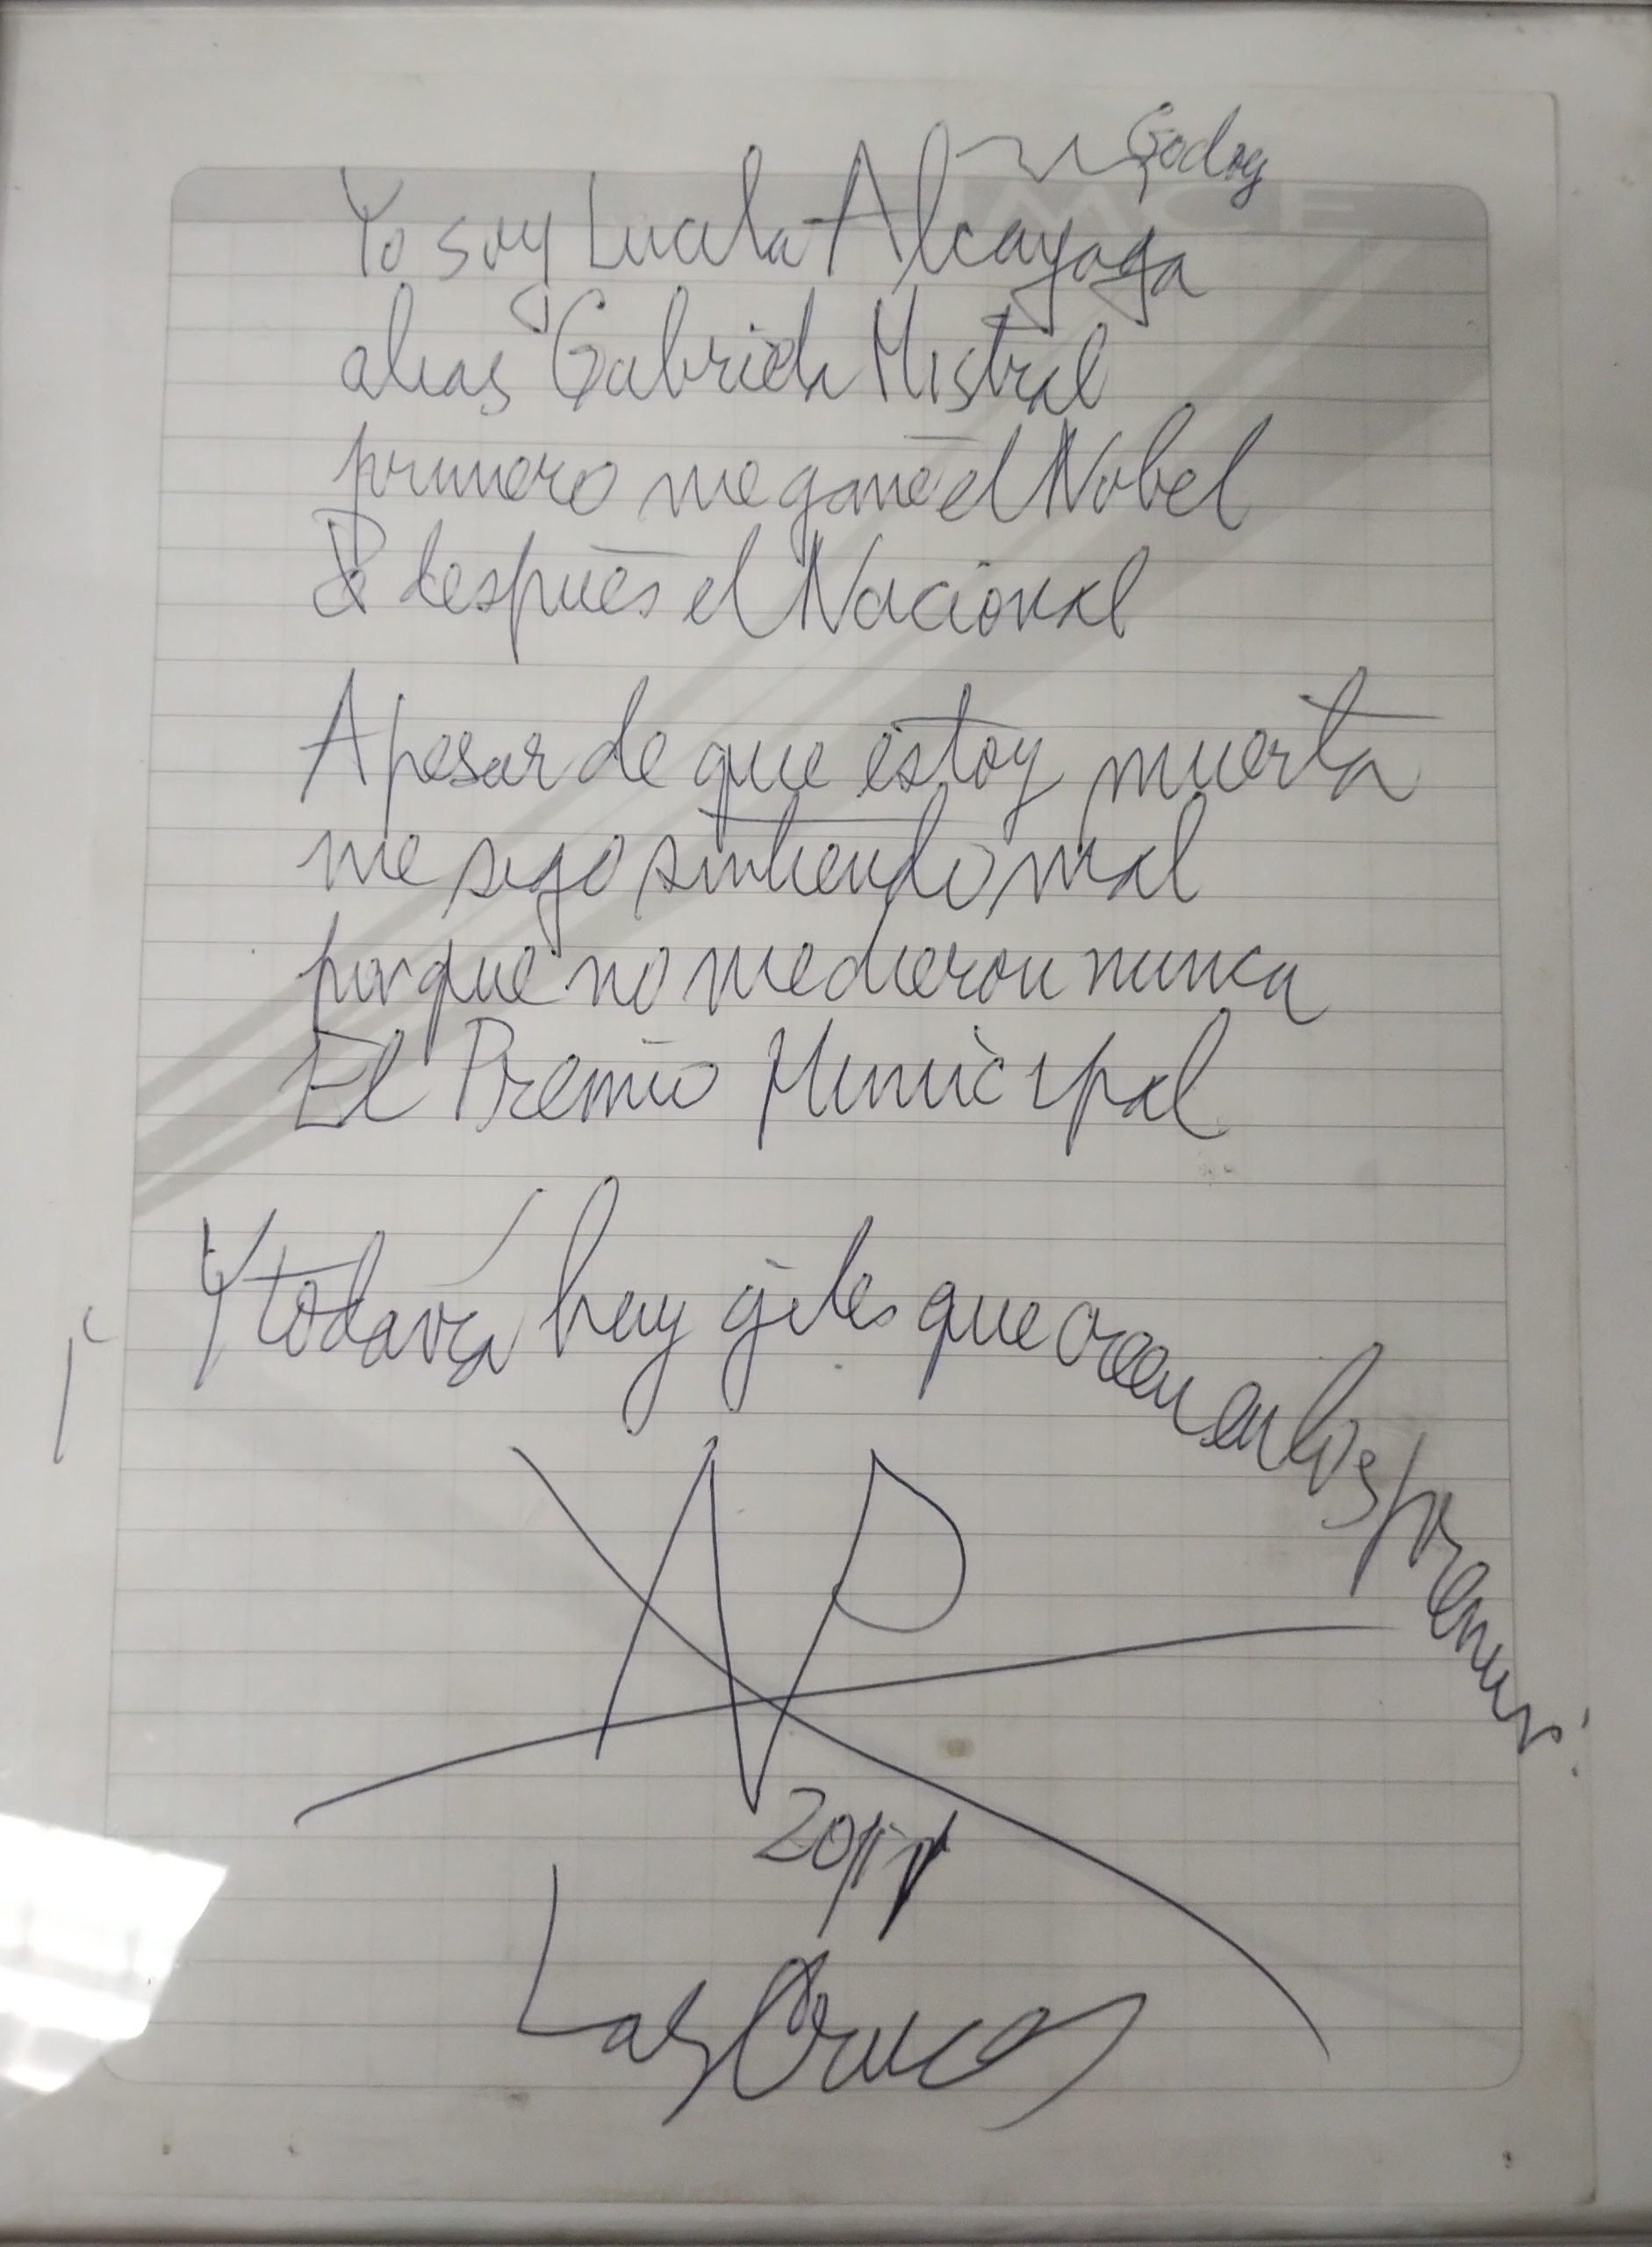 Godoy
Yo soy Lucila Alcayaga
alias Gabriela Mistral
primero me gané el Nobel
& después el Nacional
A pesar de que estoy muerta
me sigo sintiendo mal
porque no me dieron nunca
El Premio Municipal
¡Y todavía hay giles que creen en los premios!
NP
Las Cruces